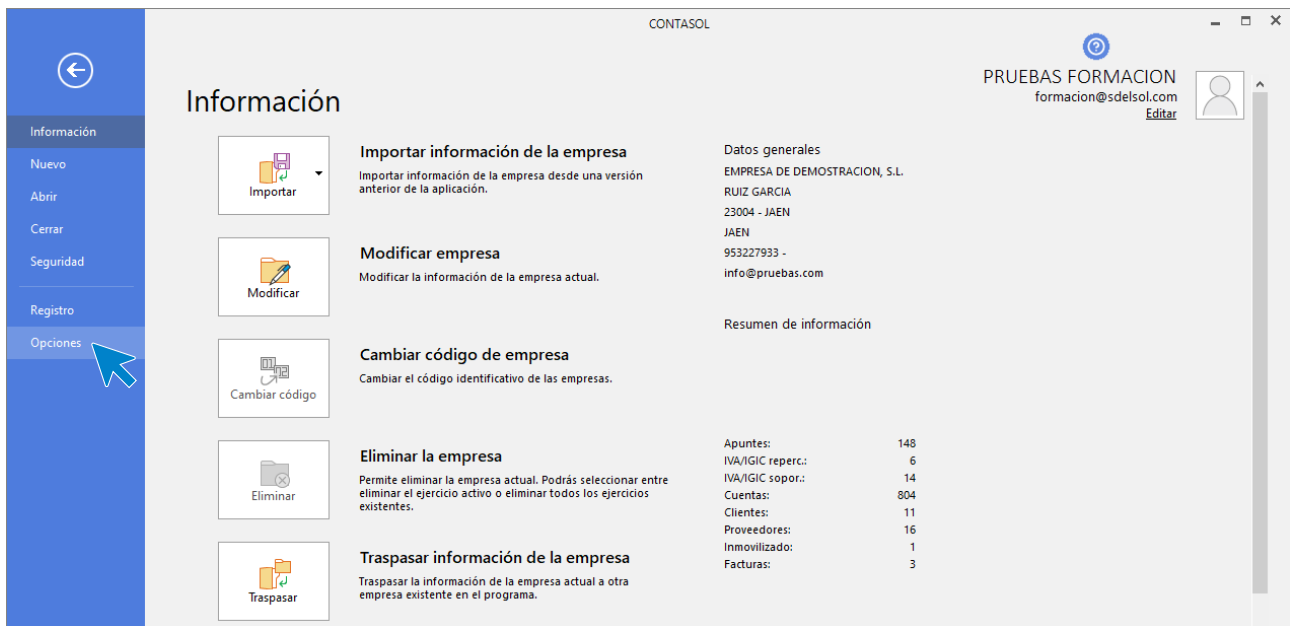 CONTASOL
PRUEBAS FORMACION
formacion@sdelsol.com
Editar
Información
Nuevo
Abrir
Cerrar
Seguridad
Registro
Opciones
Información
Importar
Importar información de la empresa
Importar información de la empresa desde una versión
anterior de la aplicación.
Modificar
Modificar empresa
Modificar la información de la empresa actual.
Cambiar código
Cambiar código de empresa
Cambiar el código identificativo de las empresas.
Eliminar
Eliminar la empresa
Permite eliminar la empresa actual. Podrás seleccionar entre
eliminar el ejercicio activo o eliminar todos los ejercicios
existentes.
Traspasar
Traspasar información de la empresa
Traspasar la información de la empresa actual a otra
empresa existente en el programa.
Datos generales
EMPRESA DE DEMOSTRACION, S.L.
RUIZ GARCIA
23004 - JAEN
JAEN
953227933 -
info@pruebas.com
Resumen de información
Apuntes: 148
IVA/IGIC reperc.: 6
IVA/IGIC sopor.: 14
Cuentas: 804
Clientes: 11
Proveedores: 16
Inmovilizado: 1
Facturas: 3